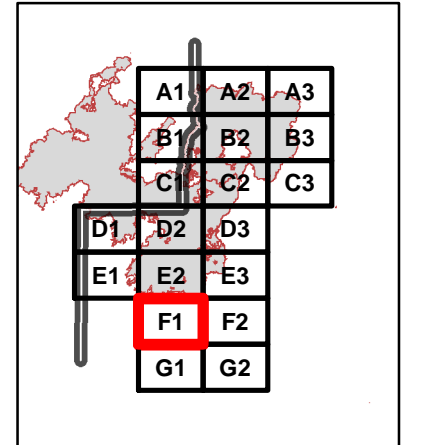 A1 A2 A3
B1 B2 B3
C1 C2 C3
D1 D2 D3
E1 E2 E3
F1 F2
G1 G2